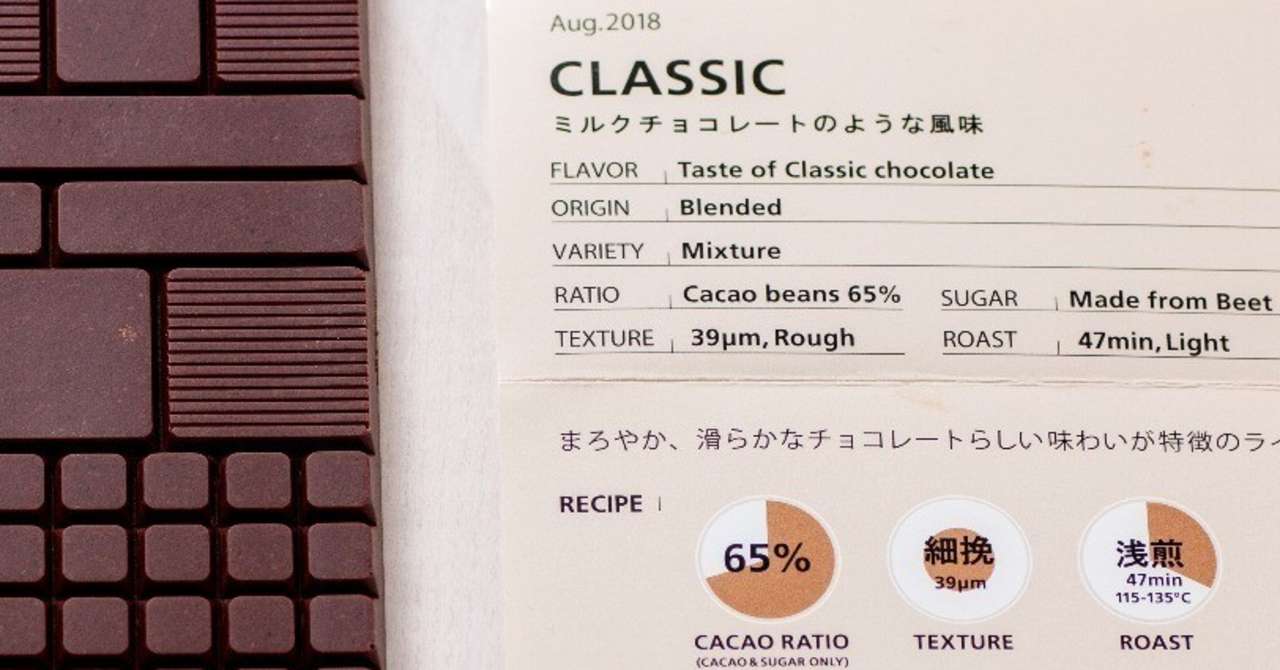 Aug.2018
CLASSIC
ミルクチョコレートのような風味
FLAVOR Taste of Classic chocolate
ORIGIN Blended
VARIETY Mixture
RATIO Cacao beans 65% SUGAR Made from Beet
TEXTURE 39μm, Rough ROAST 47min, Light
まろやか、滑らかなチョコレートらしい味わいが特徴のラ
RECIPE
65%
CACAO RATIO
(CACAO & SUGAR ONLY)
細挽
39μm
TEXTURE
浅煎
47min
115-135°C
ROAST